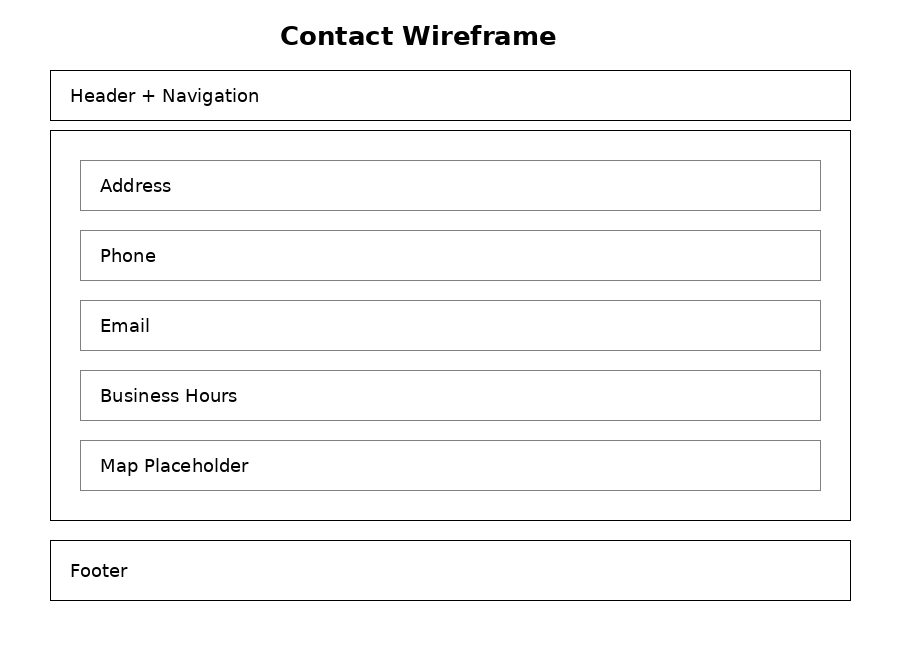 Contact Wireframe
Header + Navigation
Address
Phone
Email
Business Hours
Map Placeholder
Footer